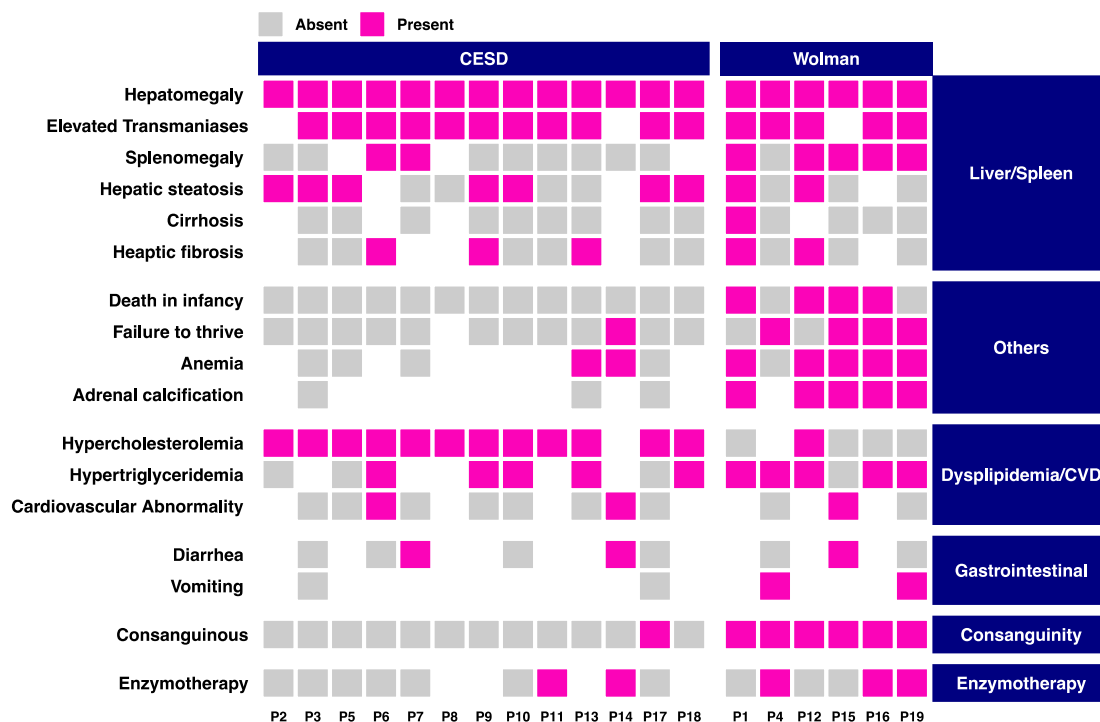 Absent Present
CESD Wolman
Hepatomegaly
Elevated Transmaniases
Splenomegaly
Hepatic steatosis
Cirrhosis
Heaptic fibrosis
Liver/Spleen
Death in infancy
Failure to thrive
Anemia
Adrenal calcification
Others
Hypercholesterolemia
Hypertriglyceridemia
Cardiovascular Abnormality
Dysplipidemia/CVD
Diarrhea
Vomiting
Gastrointestinal
Consanguinous Consanguinity
Enzymotherapy Enzymotherapy
P2 P3 P5 P6 P7 P8 P9 P10 P11 P13 P14 P17 P18 P1 P4 P12 P15 P16 P19